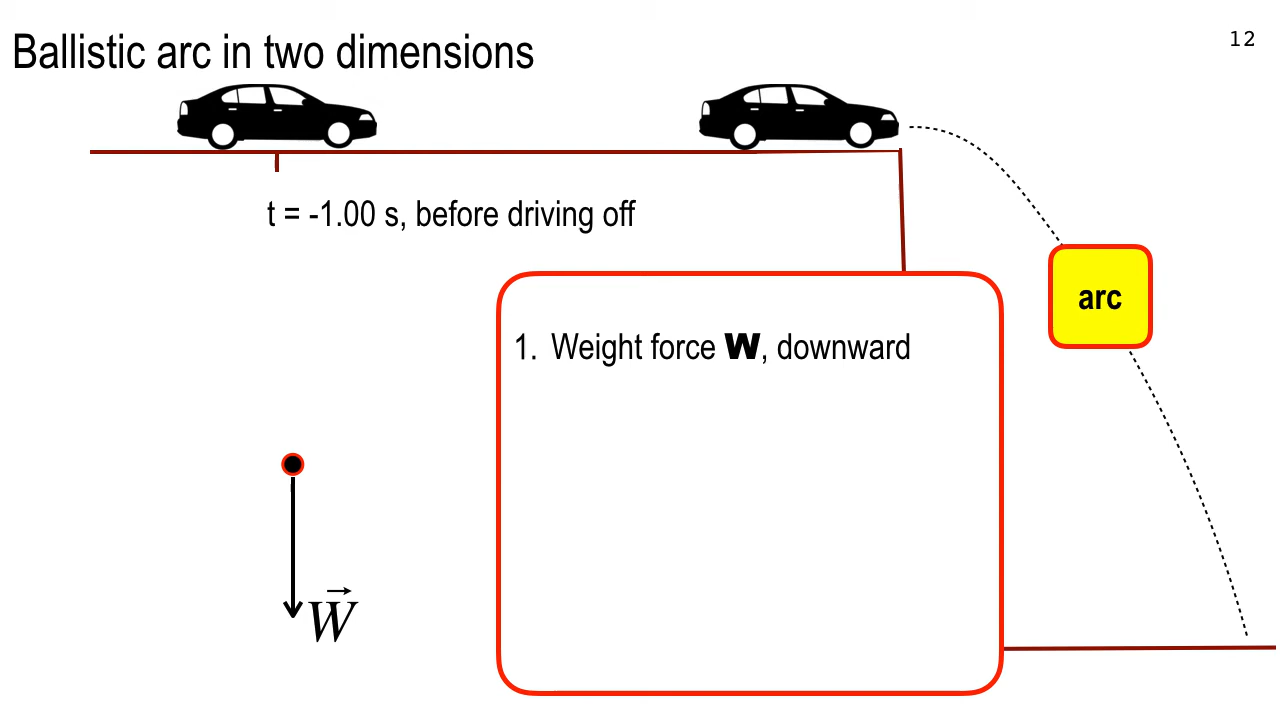 Ballistic arc in two dimensions
12
t = -1.00 s, before driving off
arc
1. Weight force W, downward
W⃗